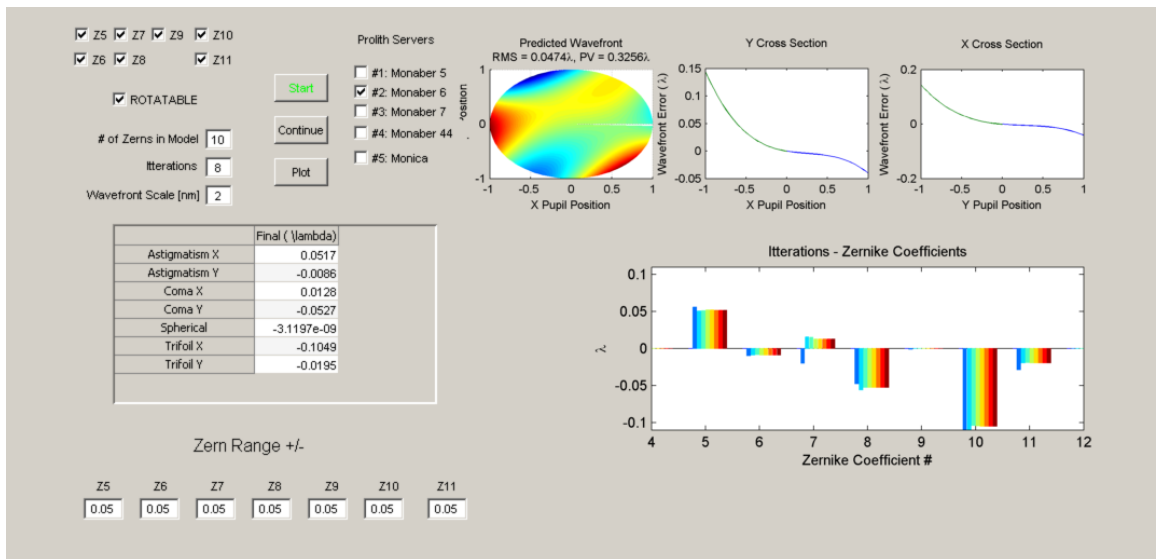 Z5 Z7 Z9 Z10
Z6 Z8 Z11
ROTATABLE
# of Zerns in Model 10
Itterations 8
Wavefront Scale [nm] 2
Start
Continue
Plot
Prolith Servers
#1: Monaber 5
#2: Monaber 6
#3: Monaber 7
#4: Monaber 44
#5: Monica
Predicted Wavefront
RMS = 0.0474λ, PV = 0.3256λ
1
0
-1
-1 -0.5 0 0.5 1
X Pupil Position
Y Cross Section
Wavefront Error (λ)
0.15
0.1
0.05
0
-0.05
-1 -0.5 0 0.5 1
X Pupil Position
X Cross Section
Wavefront Error (λ)
0.2
0
-0.2
-1 -0.5 0 0.5 1
Y Pupil Position
Final ( \lambda)
Astigmatism X 0.0517
Astigmatism Y -0.0086
Coma X 0.0128
Coma Y -0.0527
Spherical -3.1197e-09
Trifoil X -0.1049
Trifoil Y -0.0195
Itterations - Zernike Coefficients
λ
0.1
0.05
0
-0.05
-0.1
4 5 6 7 8 9 10 11 12
Zernike Coefficient #
Zern Range +/-
Z5 Z6 Z7 Z8 Z9 Z10 Z11
0.05 0.05 0.05 0.05 0.05 0.05 0.05